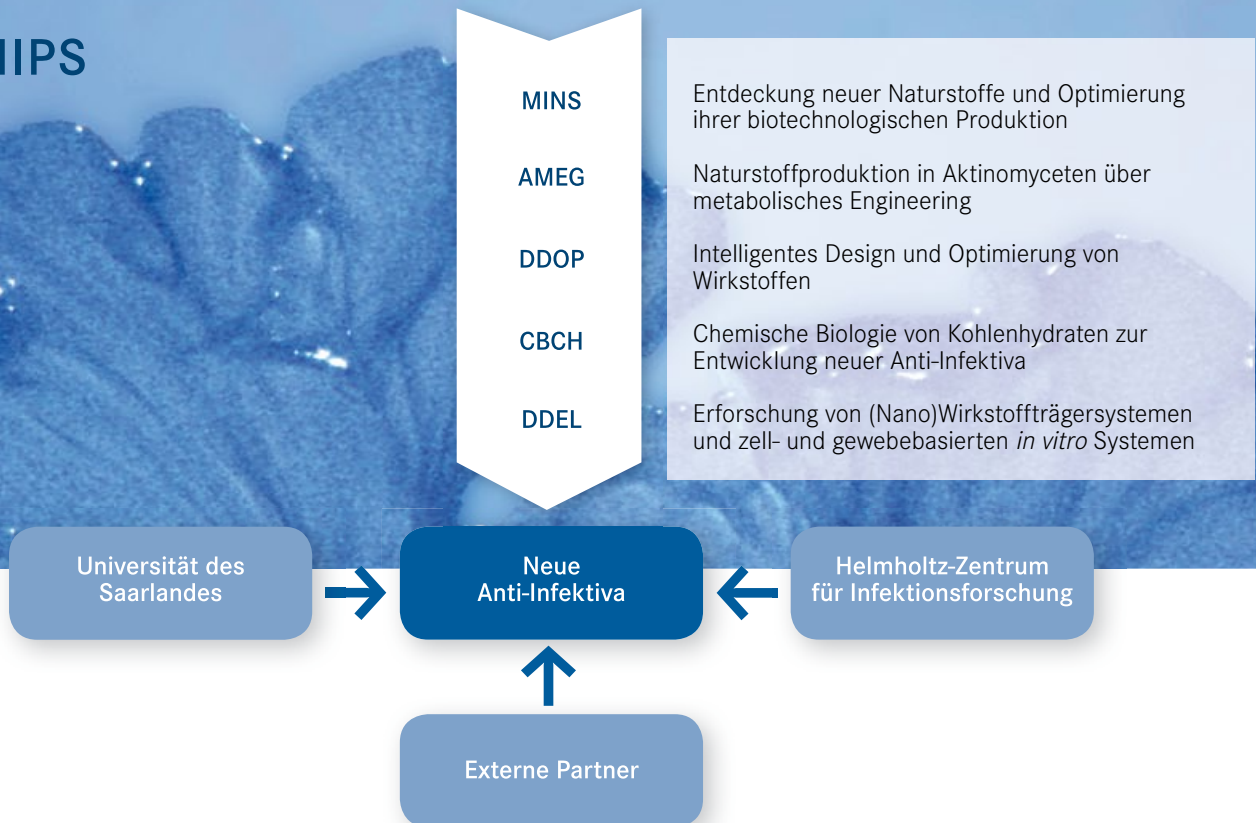 HIPS
MINS
Entdeckung neuer Naturstoffe und Optimierung
ihrer biotechnologischen Produktion
AMEG
Naturstoffproduktion in Aktinomyceten über
metabolisches Engineering
DDOP
Intelligentes Design und Optimierung von
Wirkstoffen
CBCH
Chemische Biologie von Kohlenhydraten zur
Entwicklung neuer Anti-Infektiva
DDEL
Erforschung von (Nano)Wirkstoffträgersystemen
und zell- und gewebebasierten in vitro Systemen
Universität des
Saarlandes
Neue
Anti-Infektiva
Helmholtz-Zentrum
für Infektionsforschung
Externe Partner